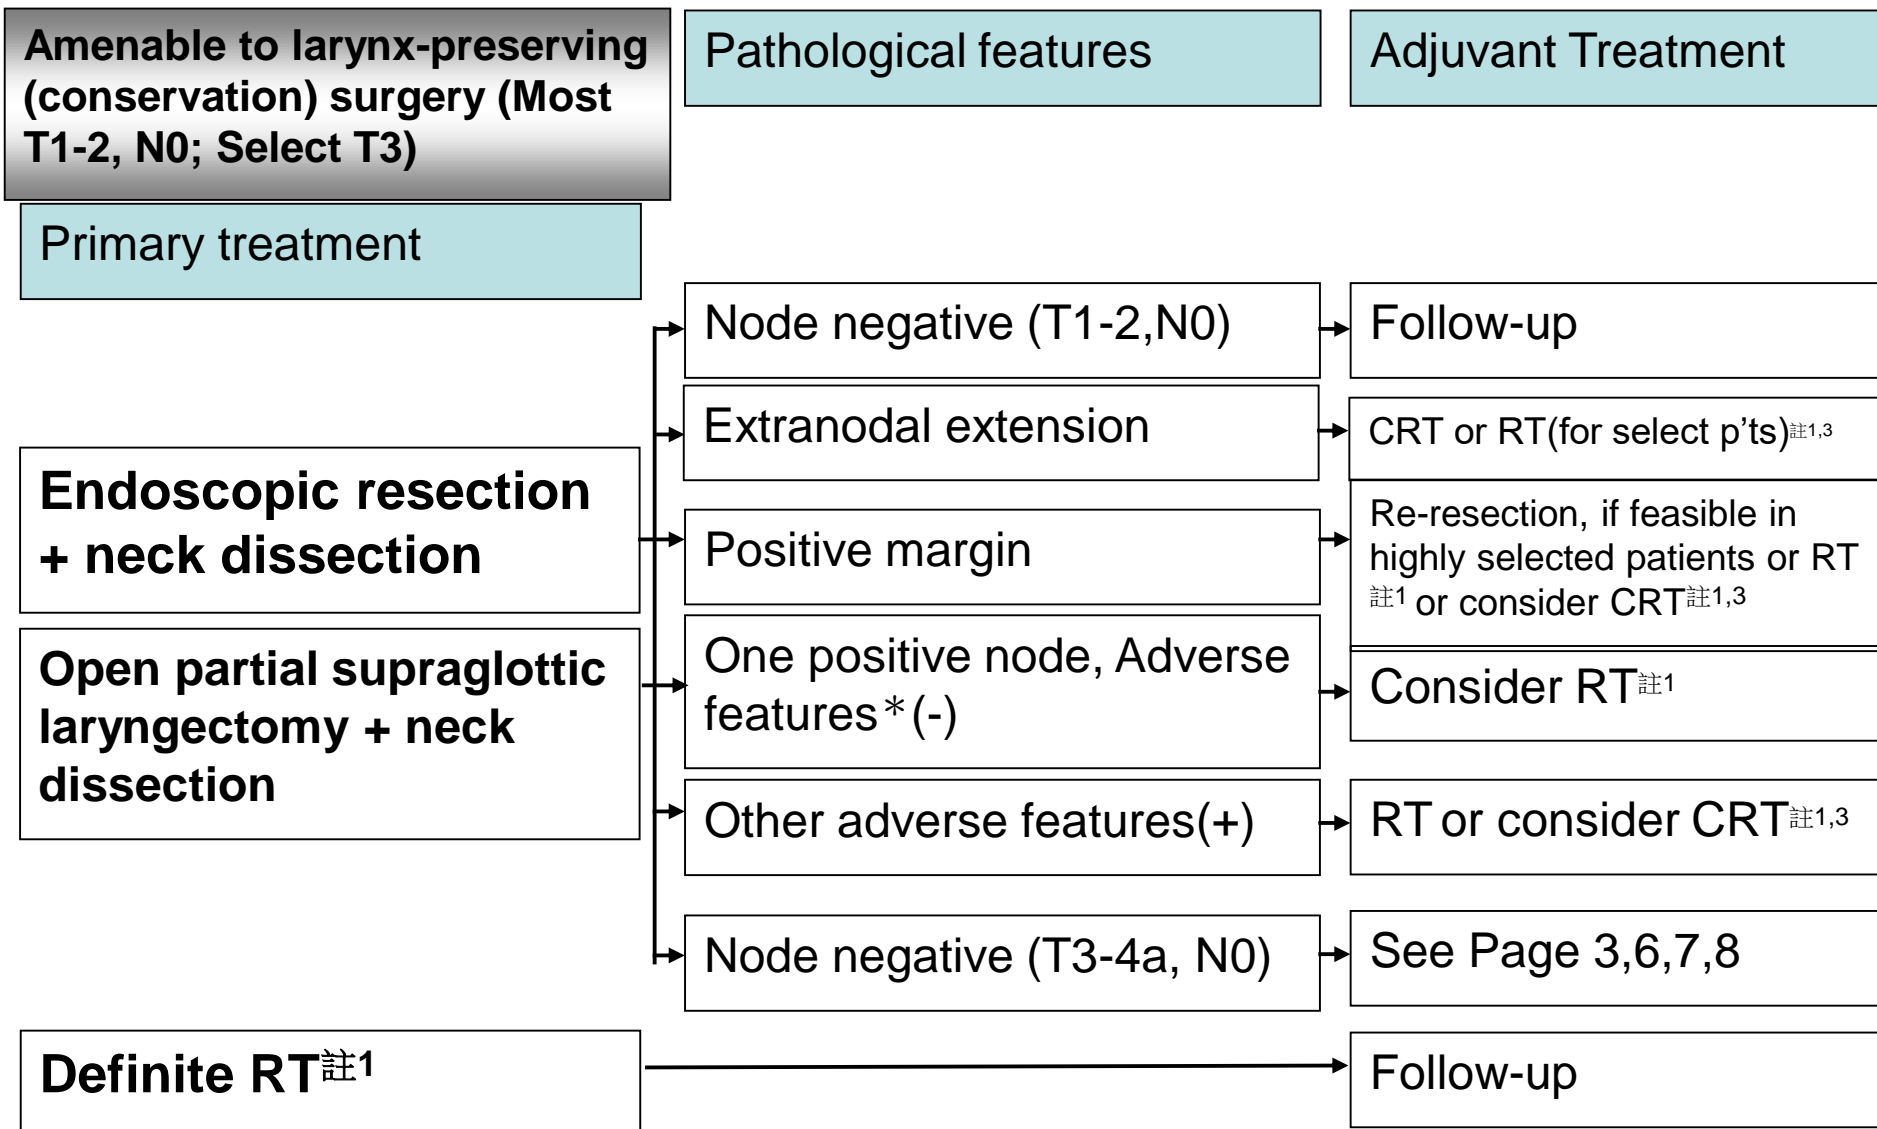 Amenable to larynx-preserving
(conservation) surgery (Most
T1-2, N0; Select T3)
Pathological features
Adjuvant Treatment
Primary treatment
Node negative (T1-2,N0)
Follow-up
Extranodal extension
CRT or RT(for select p'ts)註1,3
Endoscopic resection
+ neck dissection
Positive margin
Re-resection, if feasible in
highly selected patients or RT
註1 or consider CRT註1,3
Open partial supraglottic
laryngectomy + neck
dissection
One positive node, Adverse
features*(-)
Consider RT註1
Other adverse features(+)
RT or consider CRT註1,3
Node negative (T3-4a, N0)
See Page 3,6,7,8
Definite RT註1
Follow-up